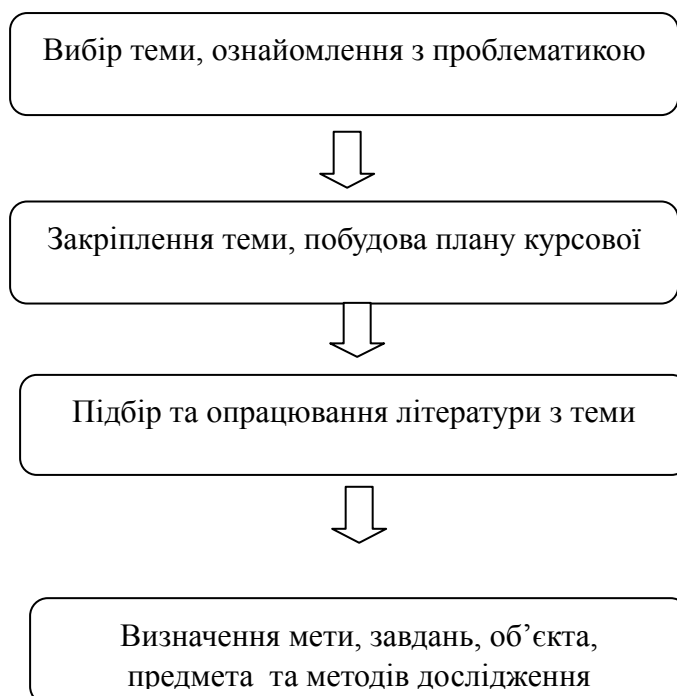 Вибір теми, ознайомлення з проблематикою
Закріплення теми, побудова плану курсової
Підбір та опрацювання літератури з теми
Визначення мети, завдань, об’єкта,
предмета та методів дослідження